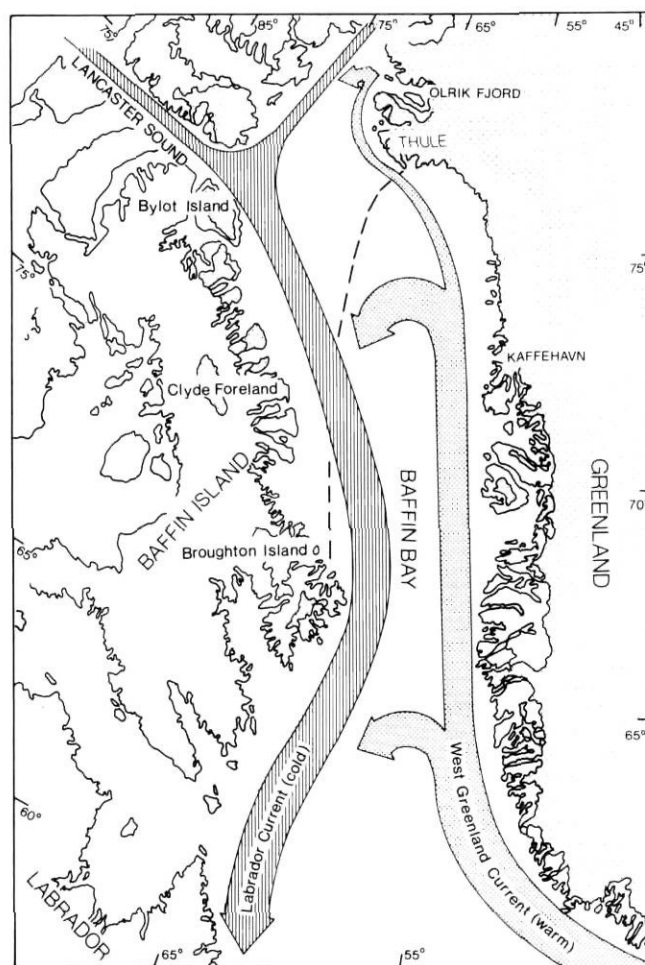 75°
85°
75°
65°
55°
45°
LANCASTER SOUND
OLRIK FJORD
THULE
Bylot Island
75°
75°
KAFFEHAVN
Clyde Foreland
BAFFIN ISLAND
BAFFIN BAY
GREENLAND
70°
65°
Broughton Island
65°
Labrador Current (cold)
West Greenland Current (warm)
60°
LABRADOR
65°
55°